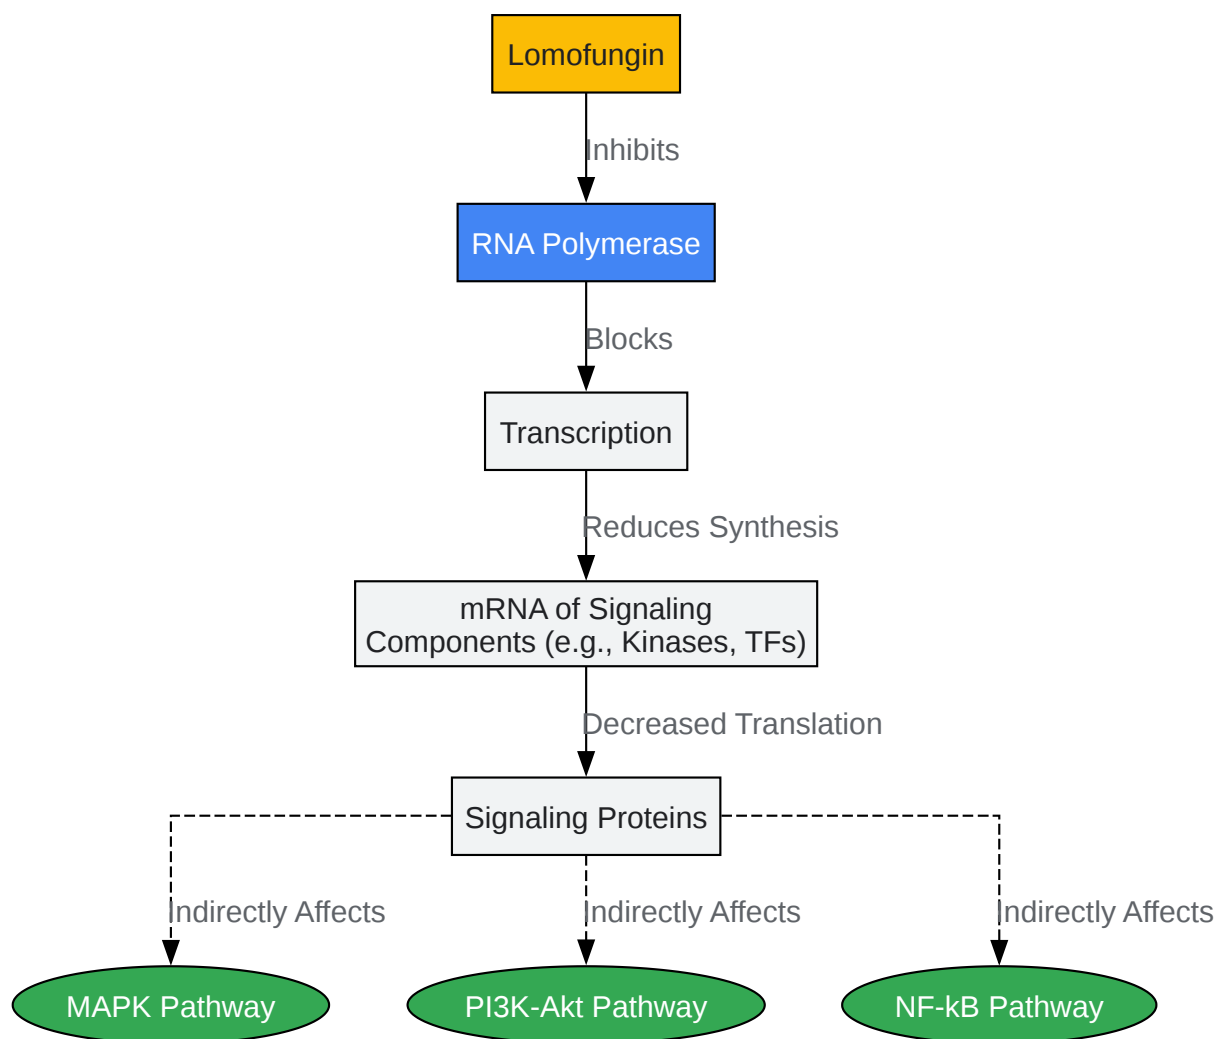 Lomofungin
Inhibits
RNA Polymerase
Blocks
Transcription
Reduces Synthesis
mRNA of Signaling
Components (e.g., Kinases, TFs)
Decreased Translation
Signaling Proteins
Indirectly Affects
Indirectly Affects
Indirectly Affects
MAPK Pathway
PI3K-Akt Pathway
NF-kB Pathway